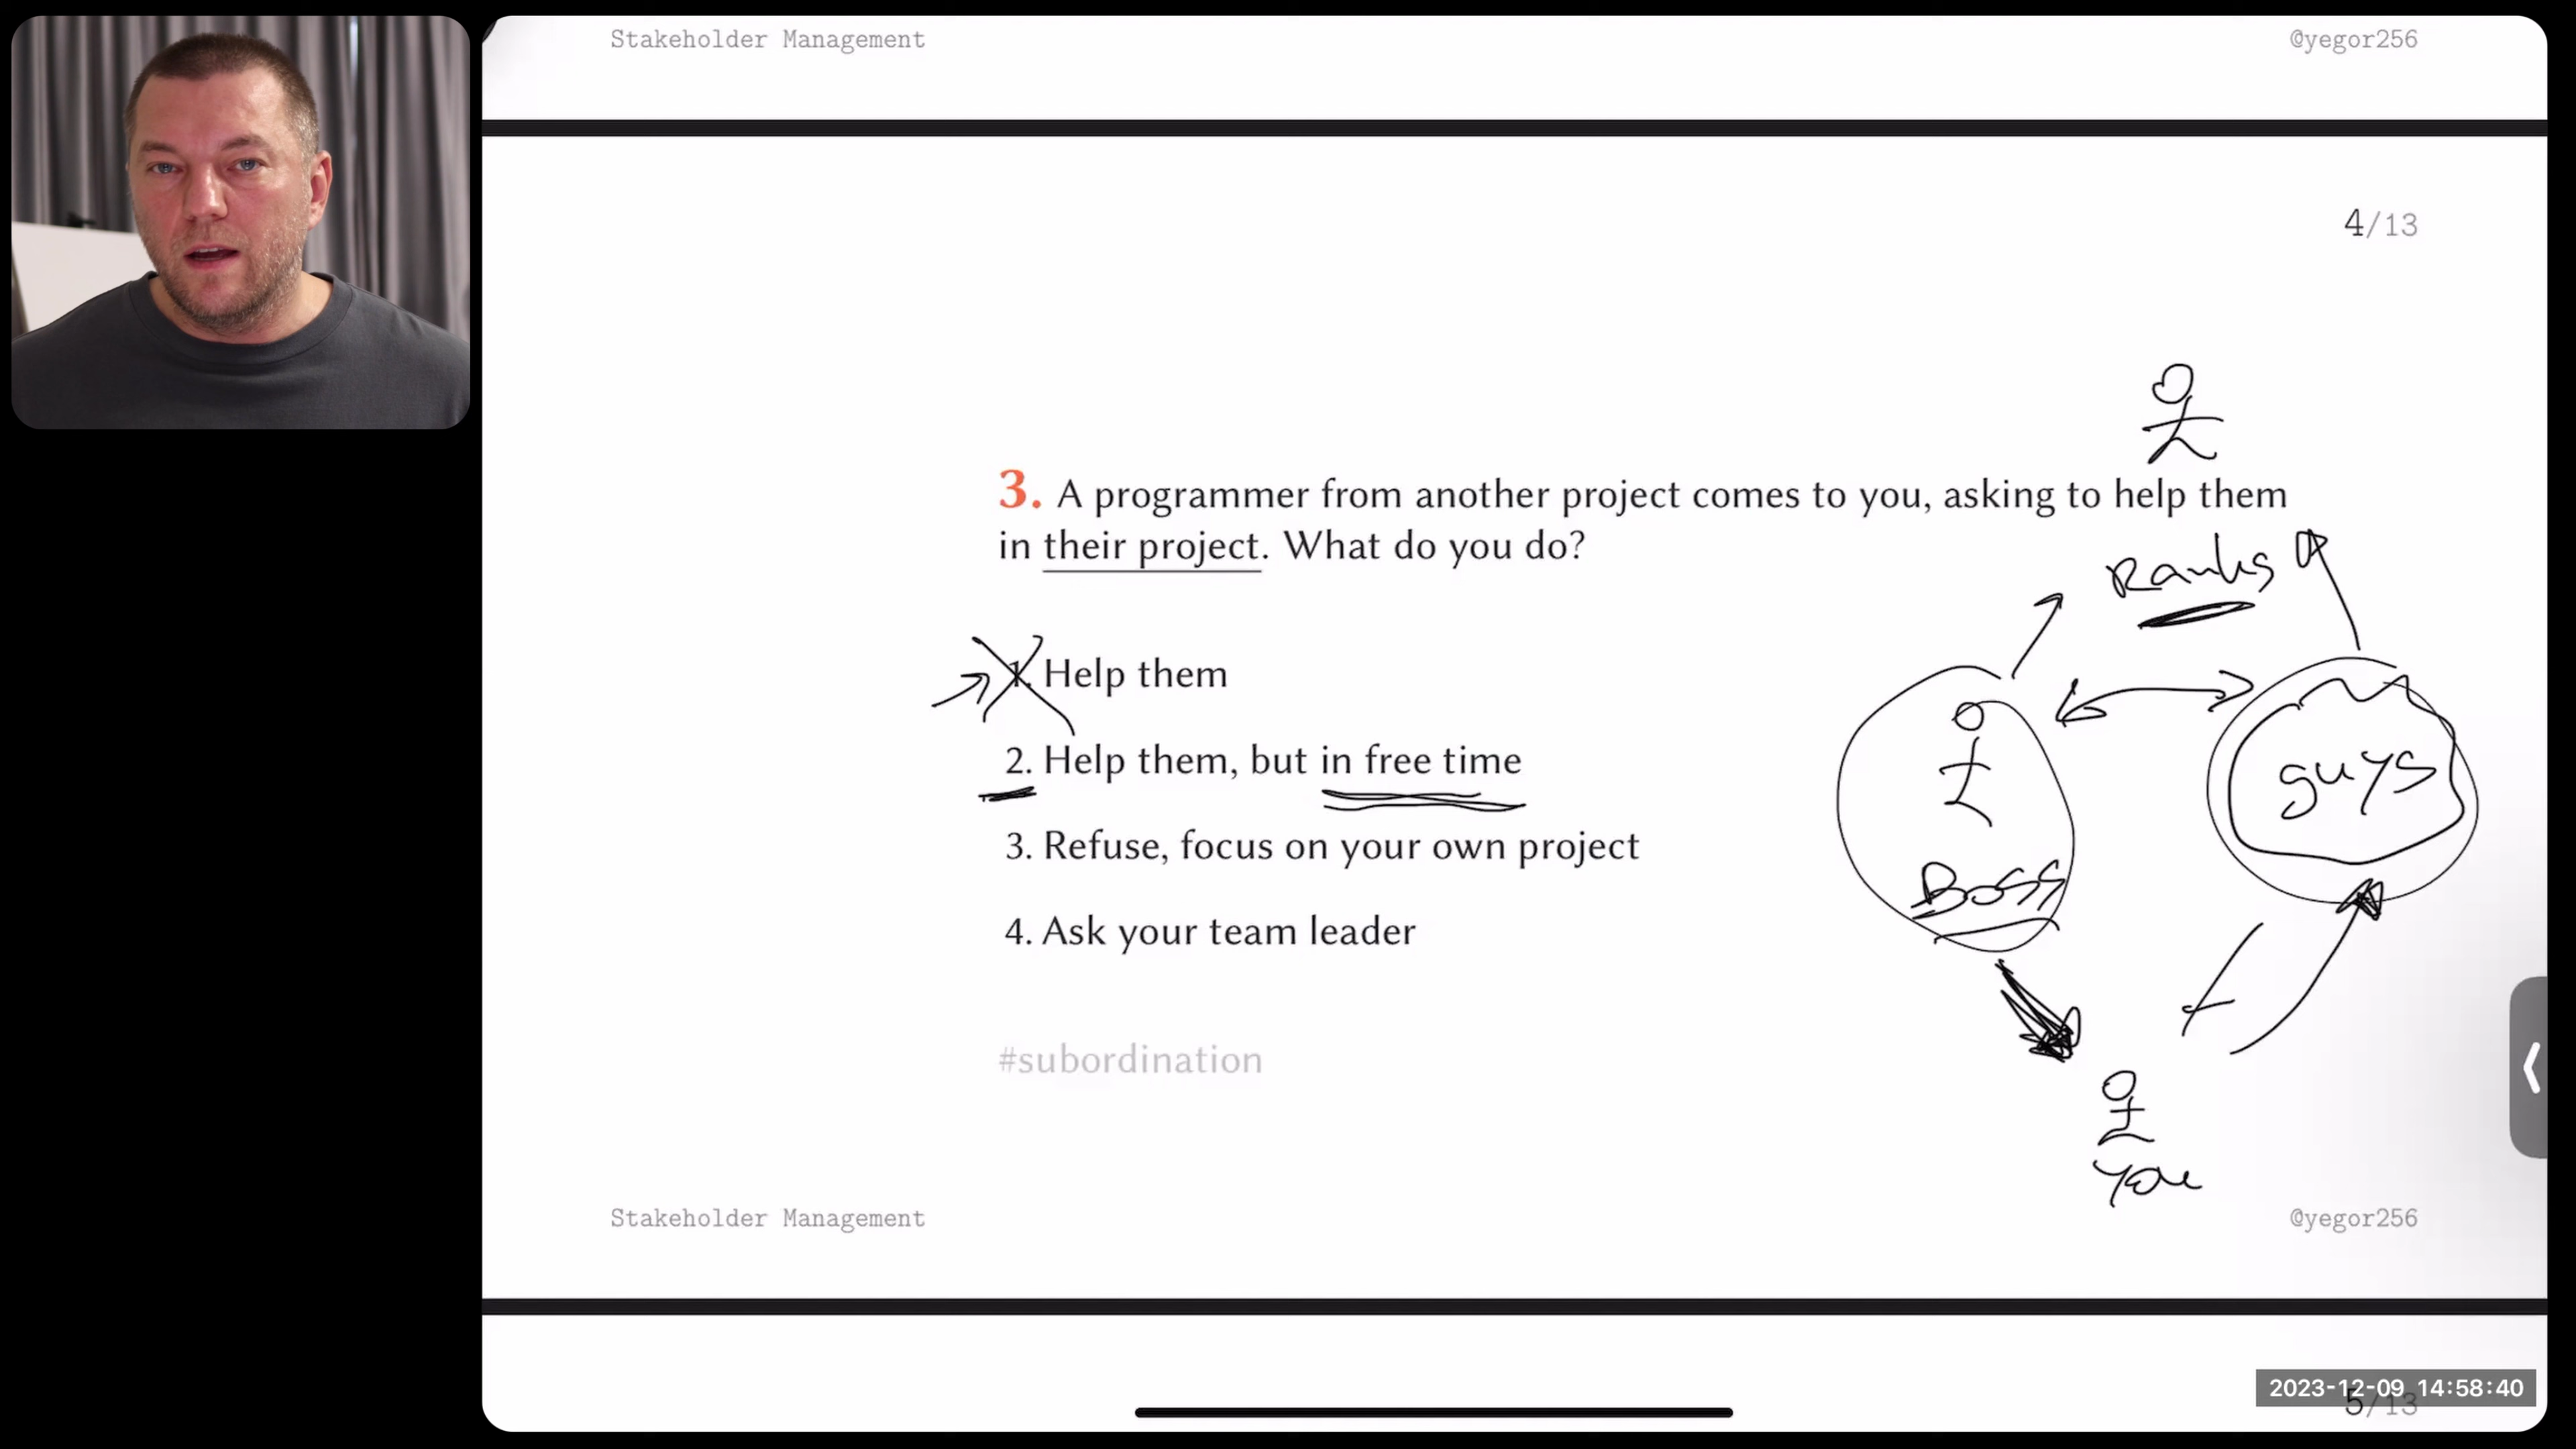 Stakeholder Management
@yegor256
4/13
3. A programmer from another project comes to you, asking to help them
in their project. What do you do?
Ranks
1. Help them
2. Help them, but in free time
guys
3. Refuse, focus on your own project
Boss
4. Ask your team leader
#subordination
you
Stakeholder Management
@yegor256
2023-12-09 14:58:40
5/13